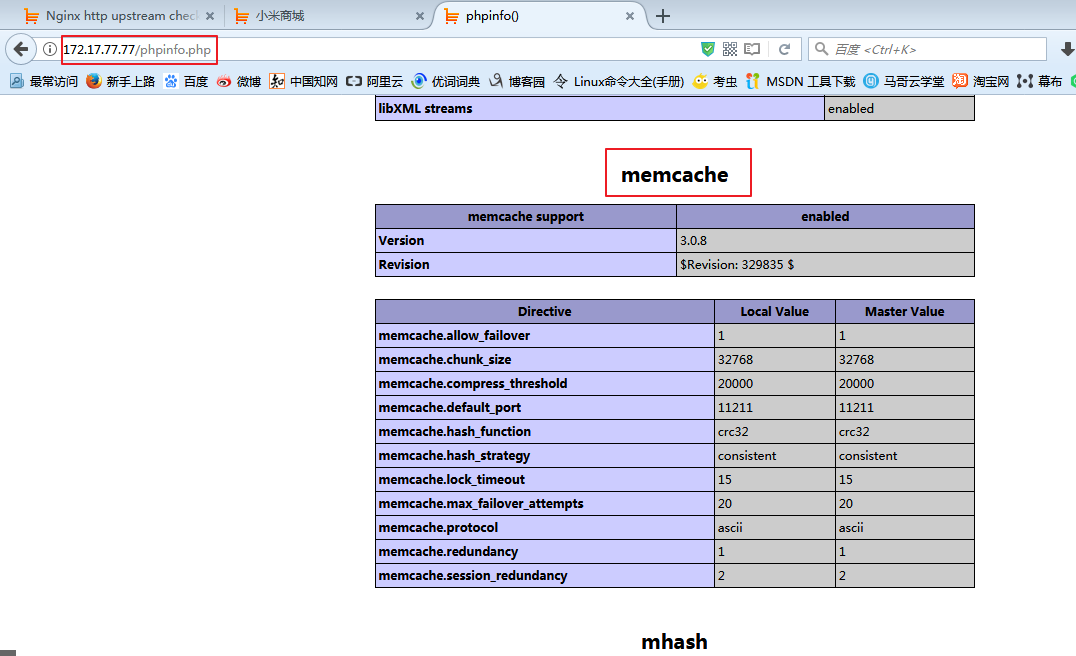 Nginx http upstream chec
小米商城
phpinfo()
172.17.77.77/phpinfo.php
百度 <Ctrl+K>
最常访问 新手上路 百度 微博 中国知网 阿里云 优词词典 博客园 Linux命令大全(手册) 考虫 MSDN 工具下载 马哥云学堂 淘宝网 幕布
libXML streams enabled
memcache
memcache support enabled
Version 3.0.8
Revision $Revision: 329835 $
Directive Local Value Master Value
memcache.allow_failover 1 1
memcache.chunk_size 32768 32768
memcache.compress_threshold 20000 20000
memcache.default_port 11211 11211
memcache.hash_function crc32 crc32
memcache.hash_strategy consistent consistent
memcache.lock_timeout 15 15
memcache.max_failover_attempts 20 20
memcache.protocol ascii ascii
memcache.redundancy 1 1
memcache.session_redundancy 2 2
mhash